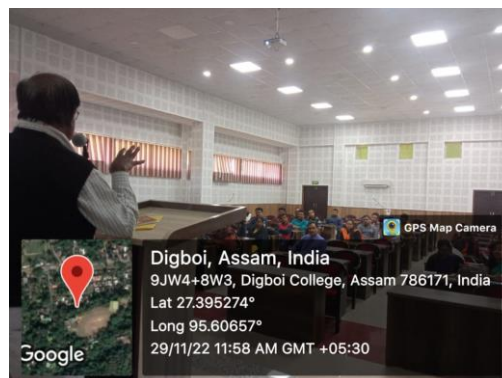 GPS Map Camera
Digboi, Assam, India
9JW4+8W3, Digboi College, Assam 786171, India
Lat 27.395274°
Long 95.60657°
29/11/22 11:58 AM GMT +05:30
Google